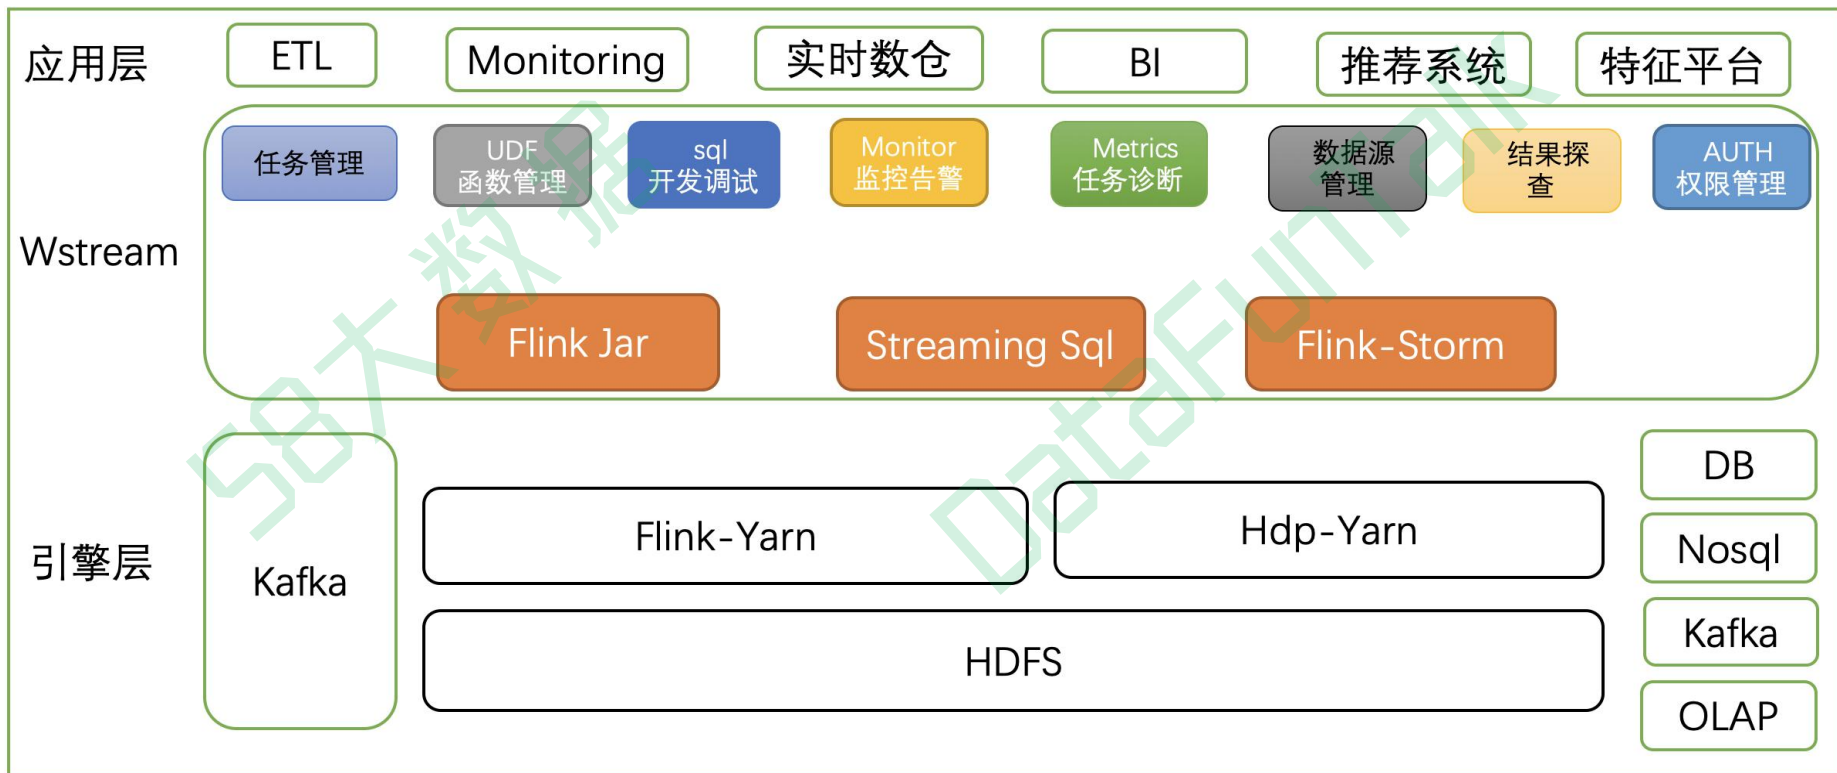 应用层
ETL
Monitoring
实时数仓
BI
推荐系统
特征平台
Wstream
任务管理
UDF
函数管理
sql
开发调试
Monitor
监控告警
Metrics
任务诊断
数据源
管理
结果探
查
AUTH
权限管理
Flink Jar
Streaming Sql
Flink-Storm
引擎层
Kafka
Flink-Yarn
Hdp-Yarn
HDFS
DB
Nosql
Kafka
OLAP
58大数据
DataFunTalk